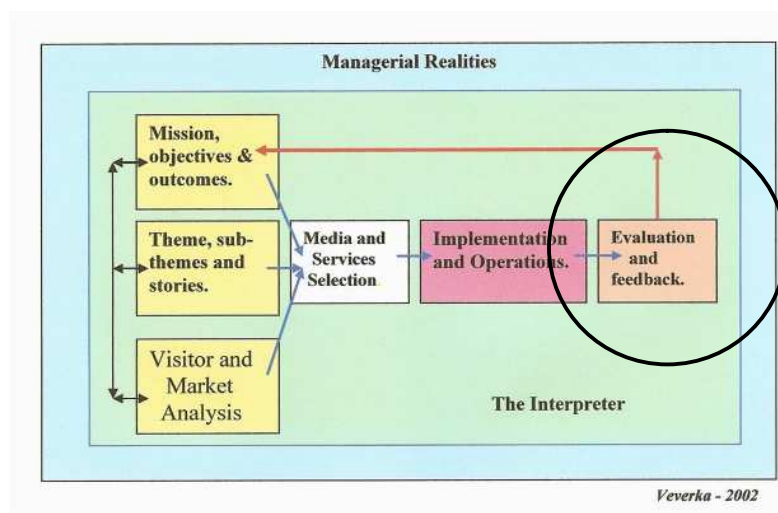 Managerial Realities
Mission,
objectives &
outcomes.
Theme, sub-
themes and
stories.
Visitor and
Market
Analysis
Media and
Services
Selection
Implementation
and Operations.
Evaluation
and
feedback.
The Interpreter
Veverka - 2002